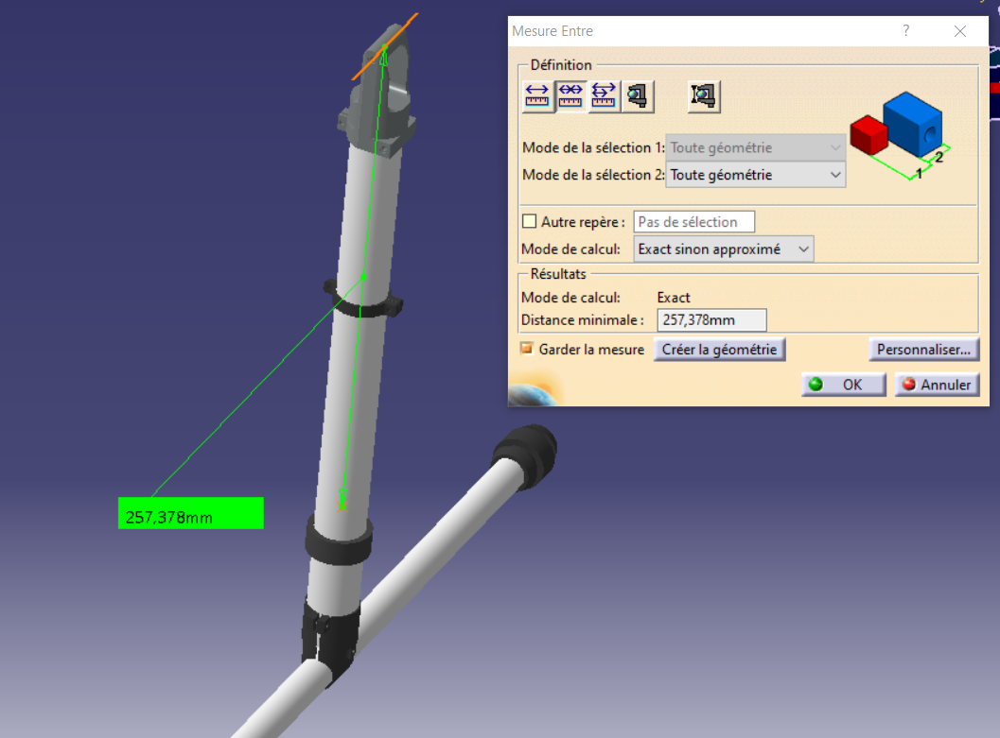 Mesure Entre
?
Définition
Mode de la sélection 1: Toute géométrie
Mode de la sélection 2: Toute géométrie
1
2
Autre repère : Pas de sélection
Mode de calcul: Exact sinon approximé
Résultats
Mode de calcul: Exact
Distance minimale : 257,378mm
Garder la mesure Créer la géométrie Personnaliser...
OK Annuler
257,378mm